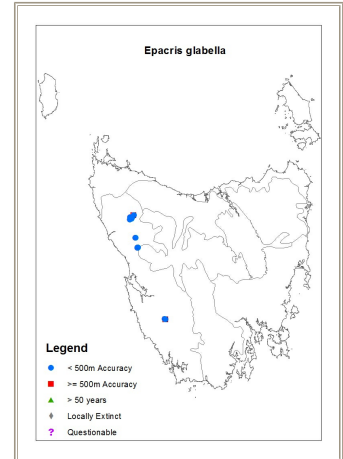 Epacris glabella
Legend
< 500m Accuracy
>= 500m Accuracy
> 50 years
Locally Extinct
? Questionable